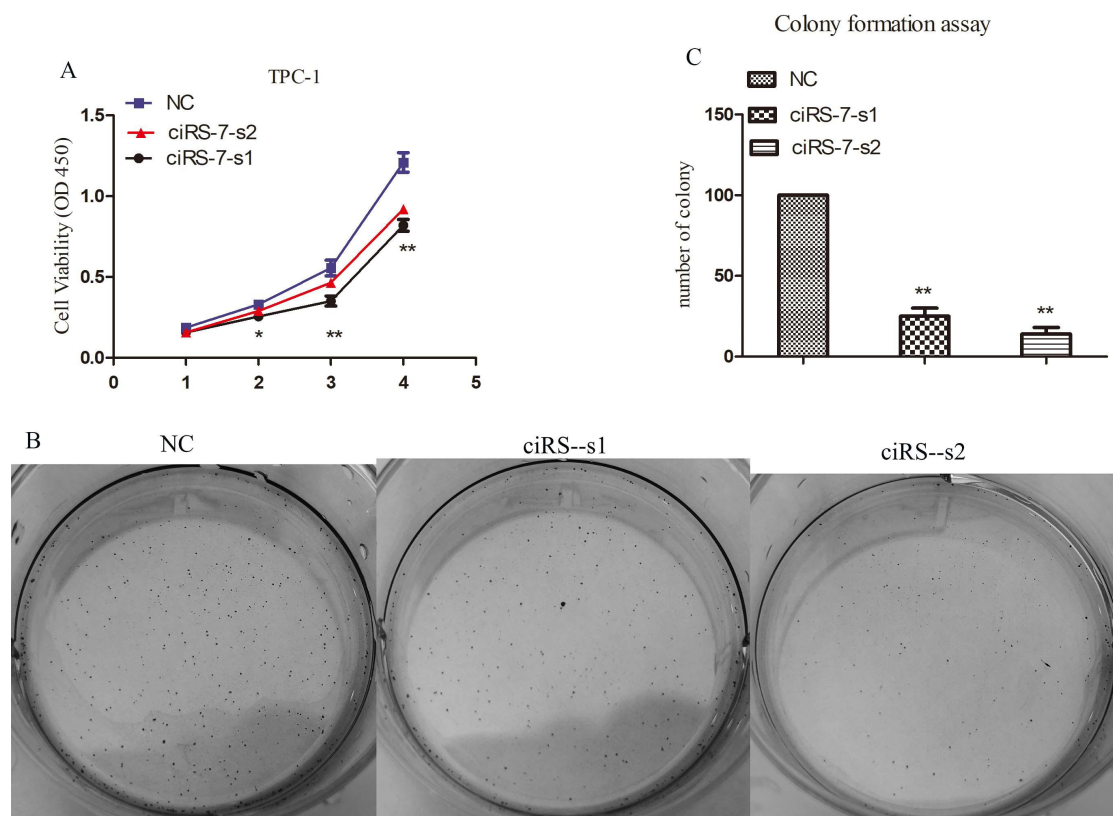 Colony formation assay
A
TPC-1
NC
ciRS-7-s2
ciRS-7-s1
Cell Viability (OD 450)
1.5
1.0
0.5
0.0
0 1 2 3 4 5
*
**
**
C
NC
ciRS-7-s1
ciRS-7-s2
number of colony
150
100
50
0
**
**
B
NC
ciRS--s1
ciRS--s2